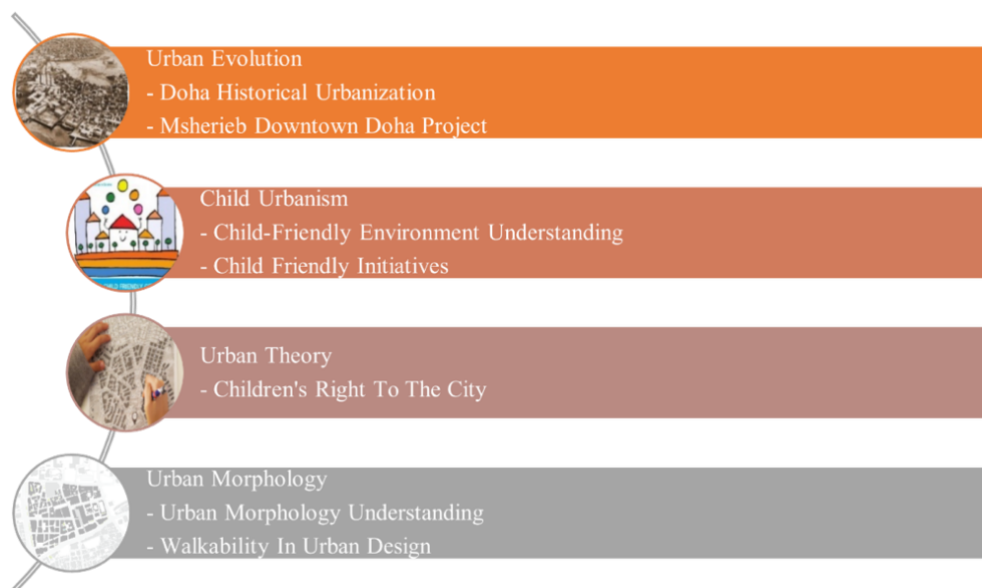 Urban Evolution
- Doha Historical Urbanization
- Msherieb Downtown Doha Project
Child Urbanism
- Child-Friendly Environment Understanding
- Child Friendly Initiatives
Urban Theory
- Children's Right To The City
Urban Morphology
- Urban Morphology Understanding
- Walkability In Urban Design